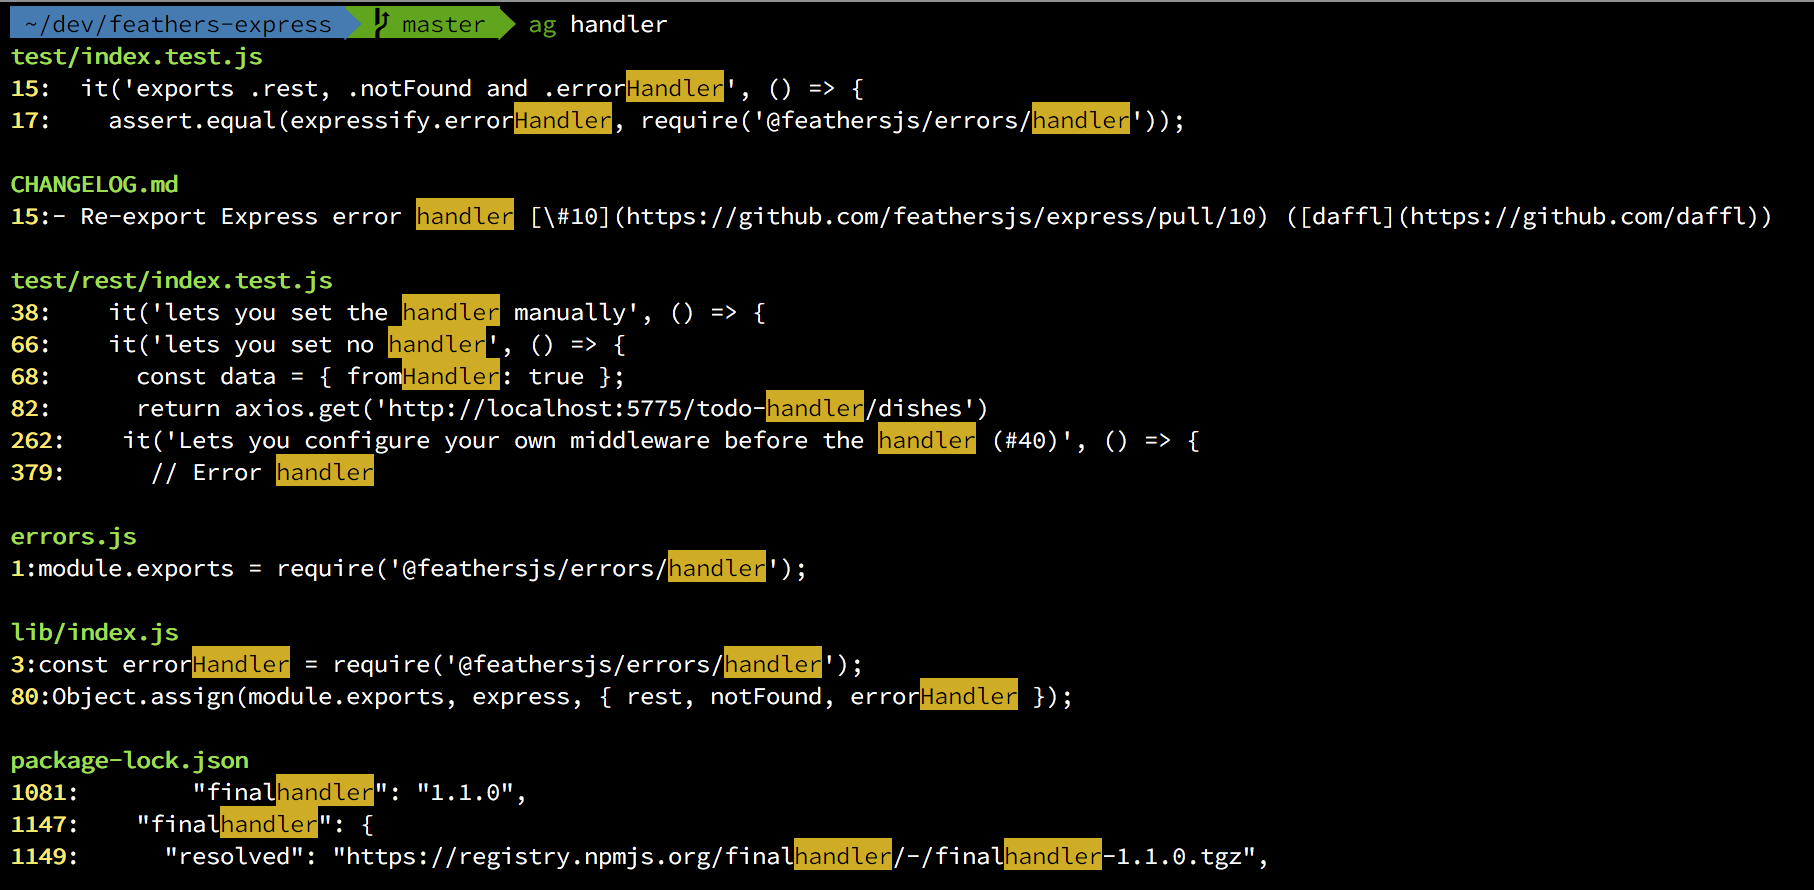 ~/dev/feathers-express master ag handler
test/index.test.js
15:  it('exports .rest, .notFound and .errorHandler', () => {
17:    assert.equal(expressify.errorHandler, require('@feathersjs/errors/handler'));
CHANGELOG.md
15:- Re-export Express error handler [\#10](https://github.com/feathersjs/express/pull/10) ([daffl](https://github.com/daffl))
test/rest/index.test.js
38:    it('lets you set the handler manually', () => {
66:    it('lets you set no handler', () => {
68:      const data = { fromHandler: true };
82:      return axios.get('http://localhost:5775/todo-handler/dishes')
262:    it('Lets you configure your own middleware before the handler (#40)', () => {
379:      // Error handler
errors.js
1:module.exports = require('@feathersjs/errors/handler');
lib/index.js
3:const errorHandler = require('@feathersjs/errors/handler');
80:Object.assign(module.exports, express, { rest, notFound, errorHandler });
package-lock.json
1081:        "finalhandler": "1.1.0",
1147:    "finalhandler": {
1149:      "resolved": "https://registry.npmjs.org/finalhandler/-/finalhandler-1.1.0.tgz",